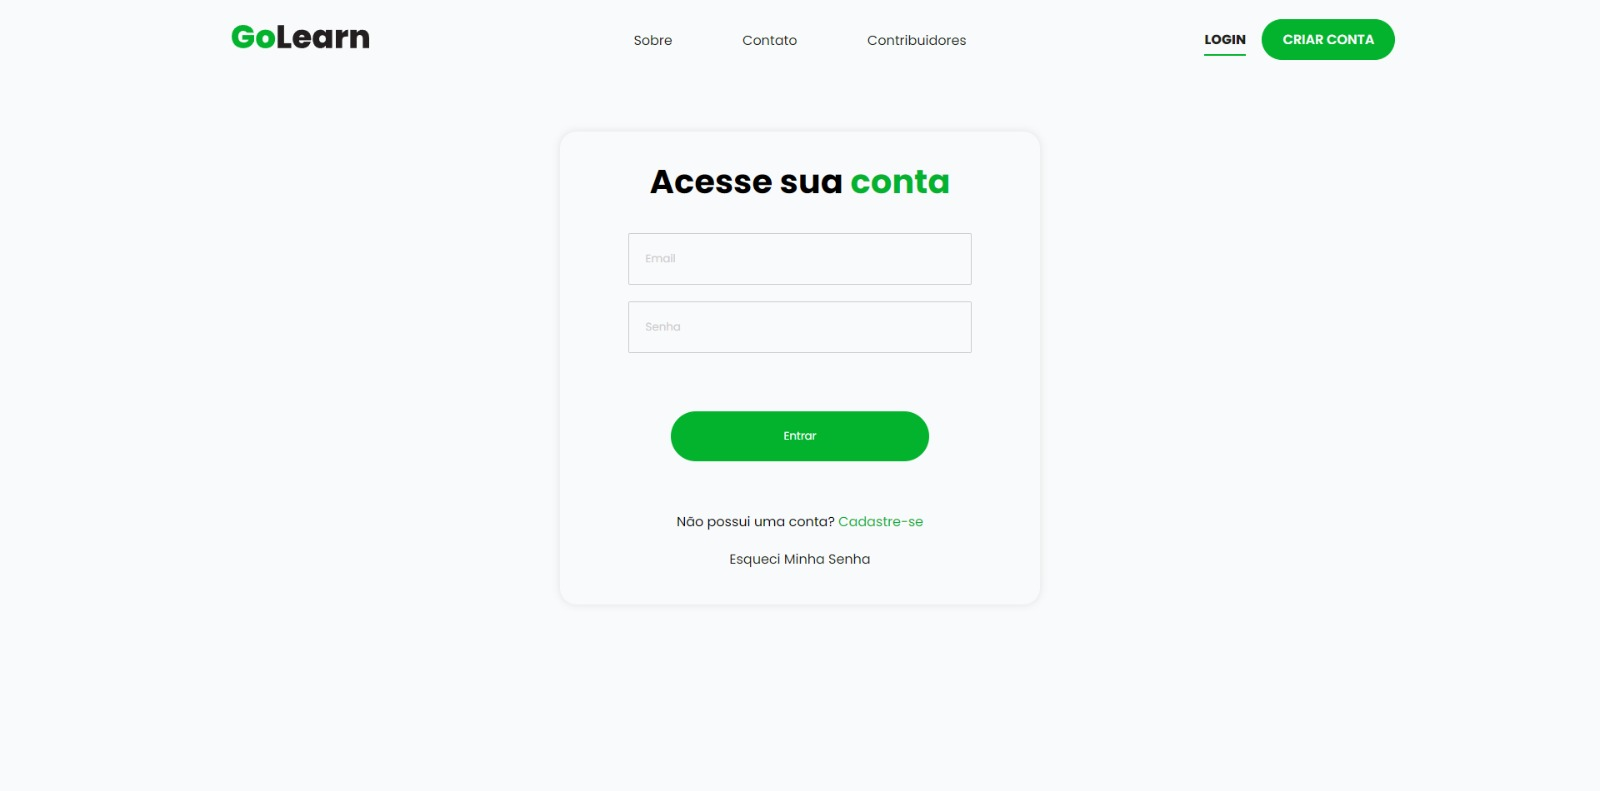 GoLearn
Sobre Contato Contribuidores
LOGIN CRIAR CONTA
Acesse sua conta
Email
Senha
Entrar
Não possui uma conta? Cadastre-se
Esqueci Minha Senha